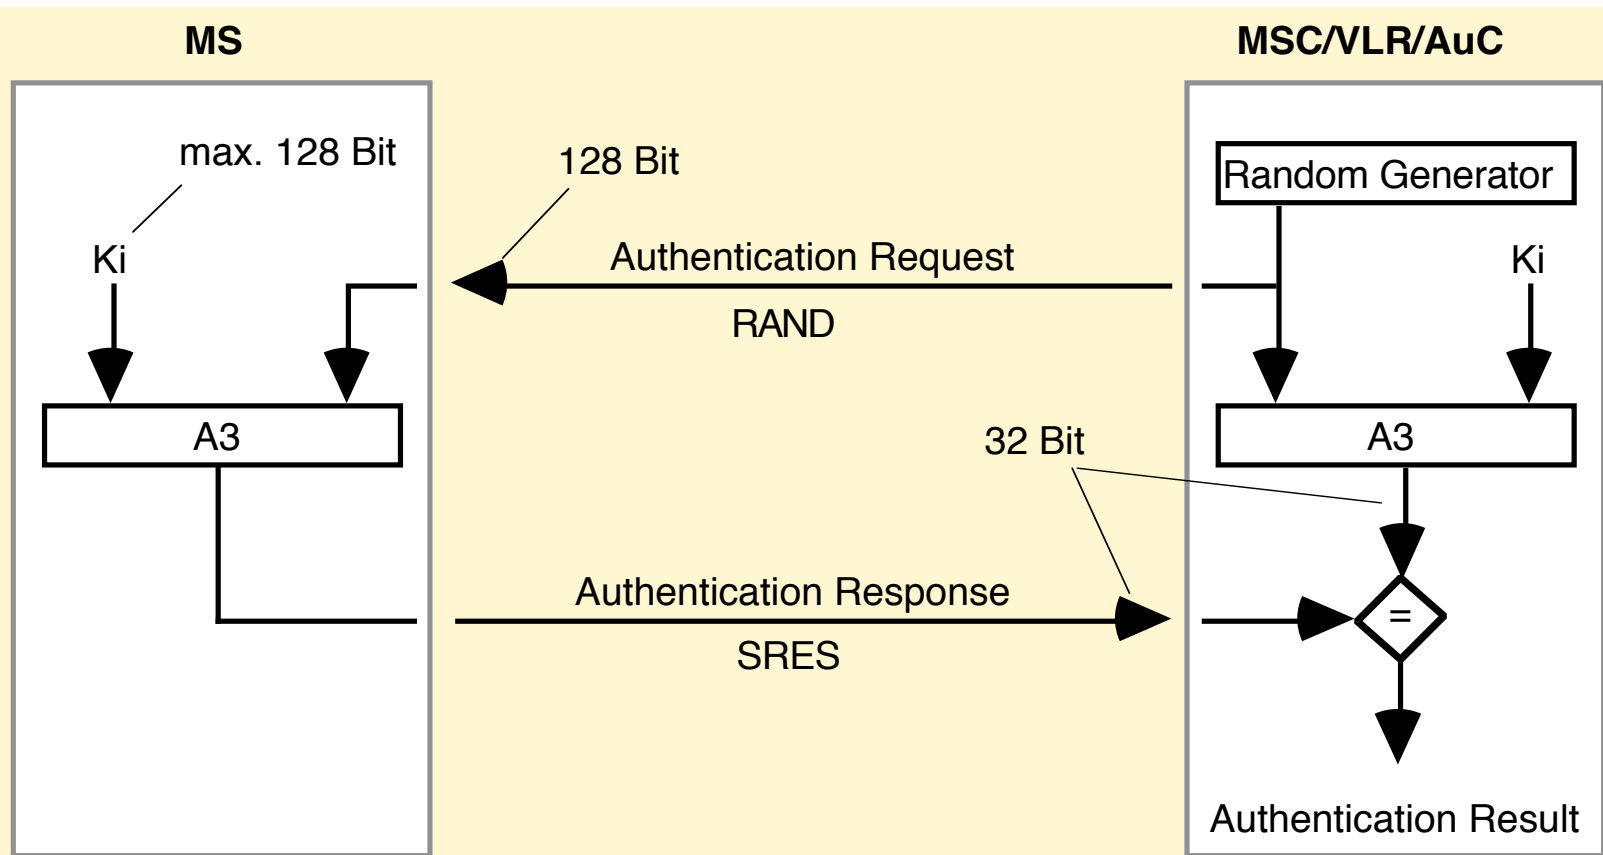 MS
MSC/VLR/AuC
max. 128 Bit
128 Bit
Random Generator
Ki
Authentication Request
Ki
RAND
A3
32 Bit
A3
Authentication Response
=
SRES
Authentication Result